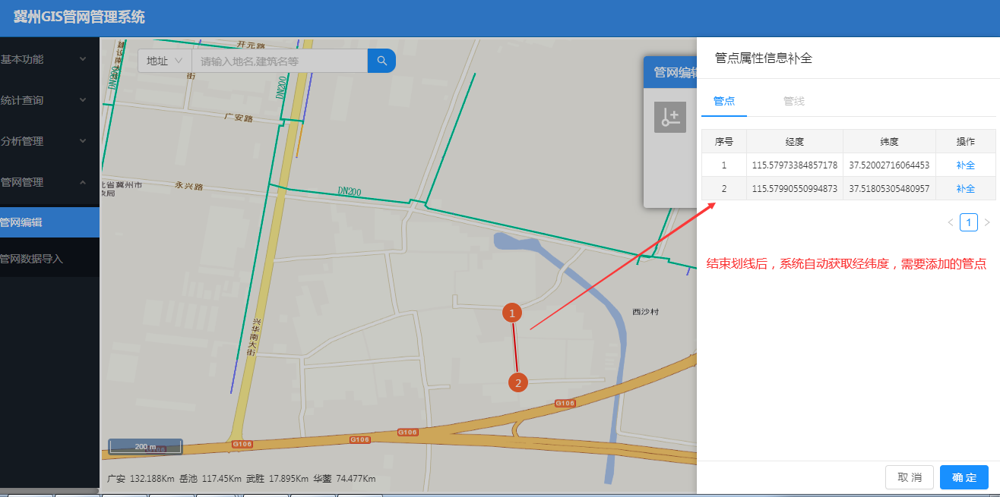 冀州GIS管网管理系统
基本功能
统计查询
分析管理
管网管理
管网编辑
管网数据导入
地址
请输入地名,建筑名等
开元路
建设南大街
街
DN200
DN200
广安路
北省冀州市
永兴路
DN200
兴华南大街
西沙村
1
2
G106
G106
G106
G106
G106
200 m
广安 132.188Km 岳池 117.45Km 武胜 17.895Km 华蓥 74.477Km
管网编辑
管点属性信息补全
管点 管线
序号 经度 纬度 操作
1 115.57973384857178 37.52002716064453 补全
2 115.57990550994873 37.51805305480957 补全
< 1 >
结束划线后，系统自动获取经纬度，需要添加的管点
取 消 确 定